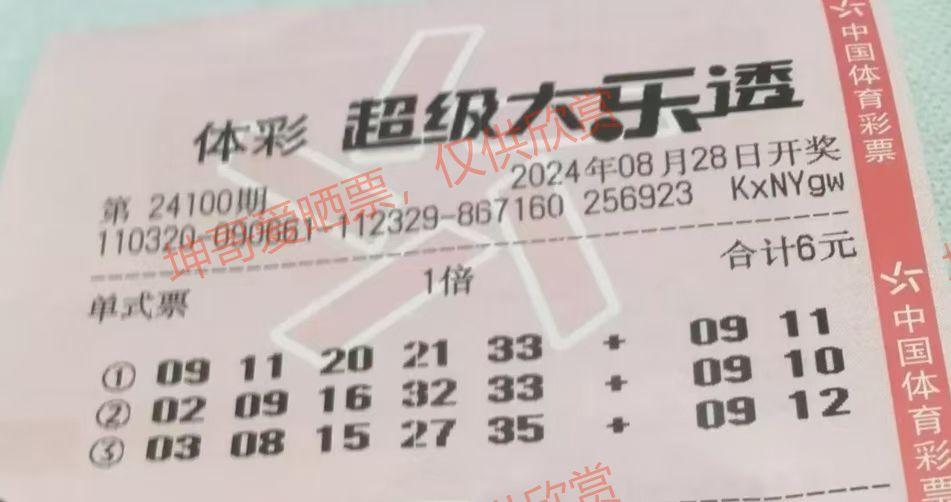 体彩 超级大乐透
第 24100期 2024年08月28日开奖
110320-090661-112329-867160 256923 KxNYgw
单式票 1倍 合计6元
① 09 11 20 21 33 + 09 11
② 02 09 16 32 33 + 09 10
③ 03 08 15 27 35 + 09 12
中国体育彩票
中国体育彩票
坤哥爱晒票，仅供欣赏
仅供欣赏